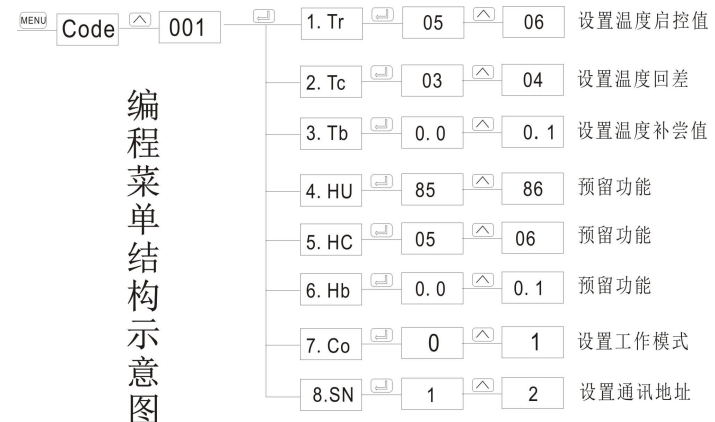 MENU Code 001 1. Tr 05 06 设置温度启控值
2. Tc 03 04 设置温度回差
3. Tb 0.0 0.1 设置温度补尝值
4. HU 85 86 预留功能
5. HC 05 06 预留功能
6. Hb 0.0 0.1 预留功能
7. Co 0 1 设置工作模式
8.SN 1 2 设置通讯地址
编程菜单结构示意图